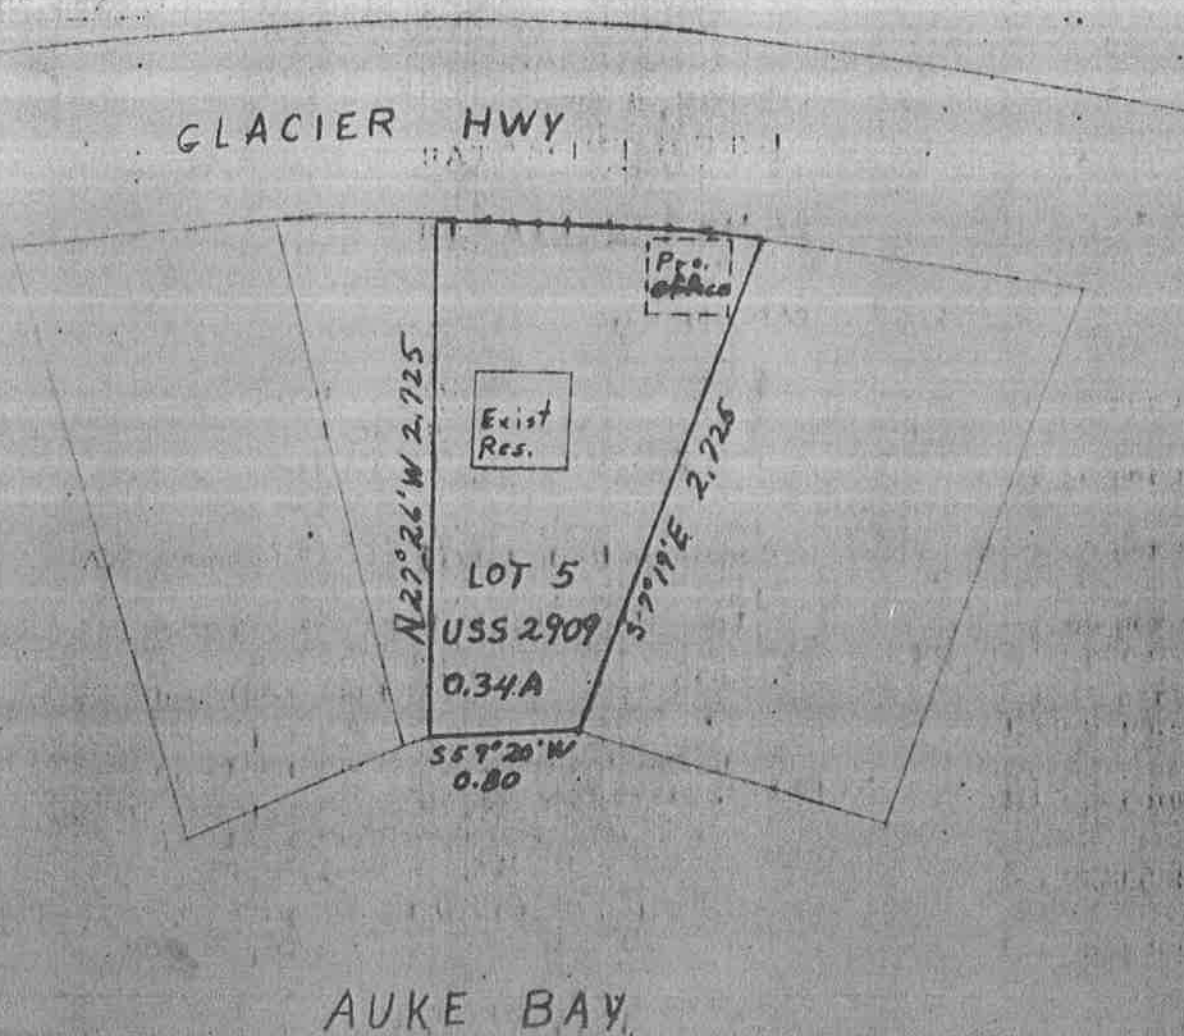 GLACIER HWY
Pro.
office
Exist
Res.
N27°26'W 2.725
S7°19'E 2.725
LOT 5
USS 2909
0.34A
S59°20'W
0.80
AUKE BAY